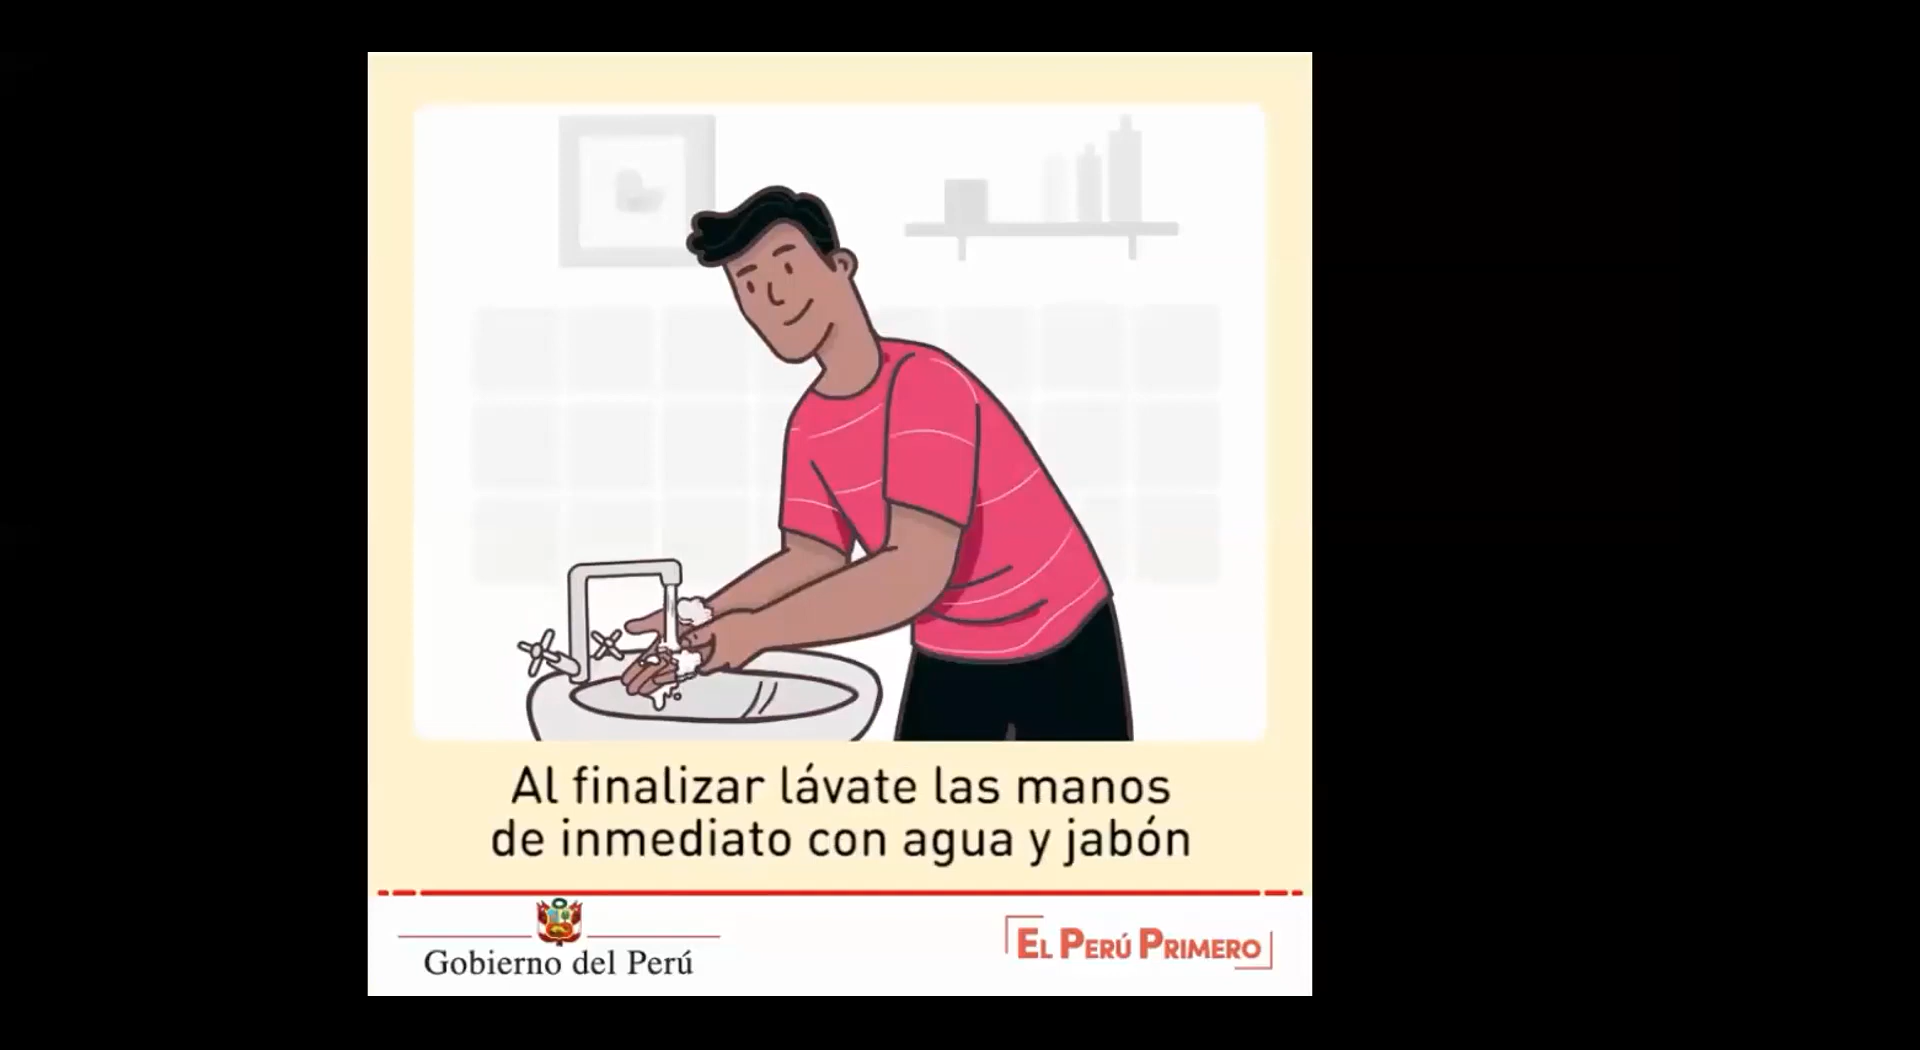 Al finalizar lávate las manos
de inmediato con agua y jabón
Gobierno del Perú
EL PERÚ PRIMERO